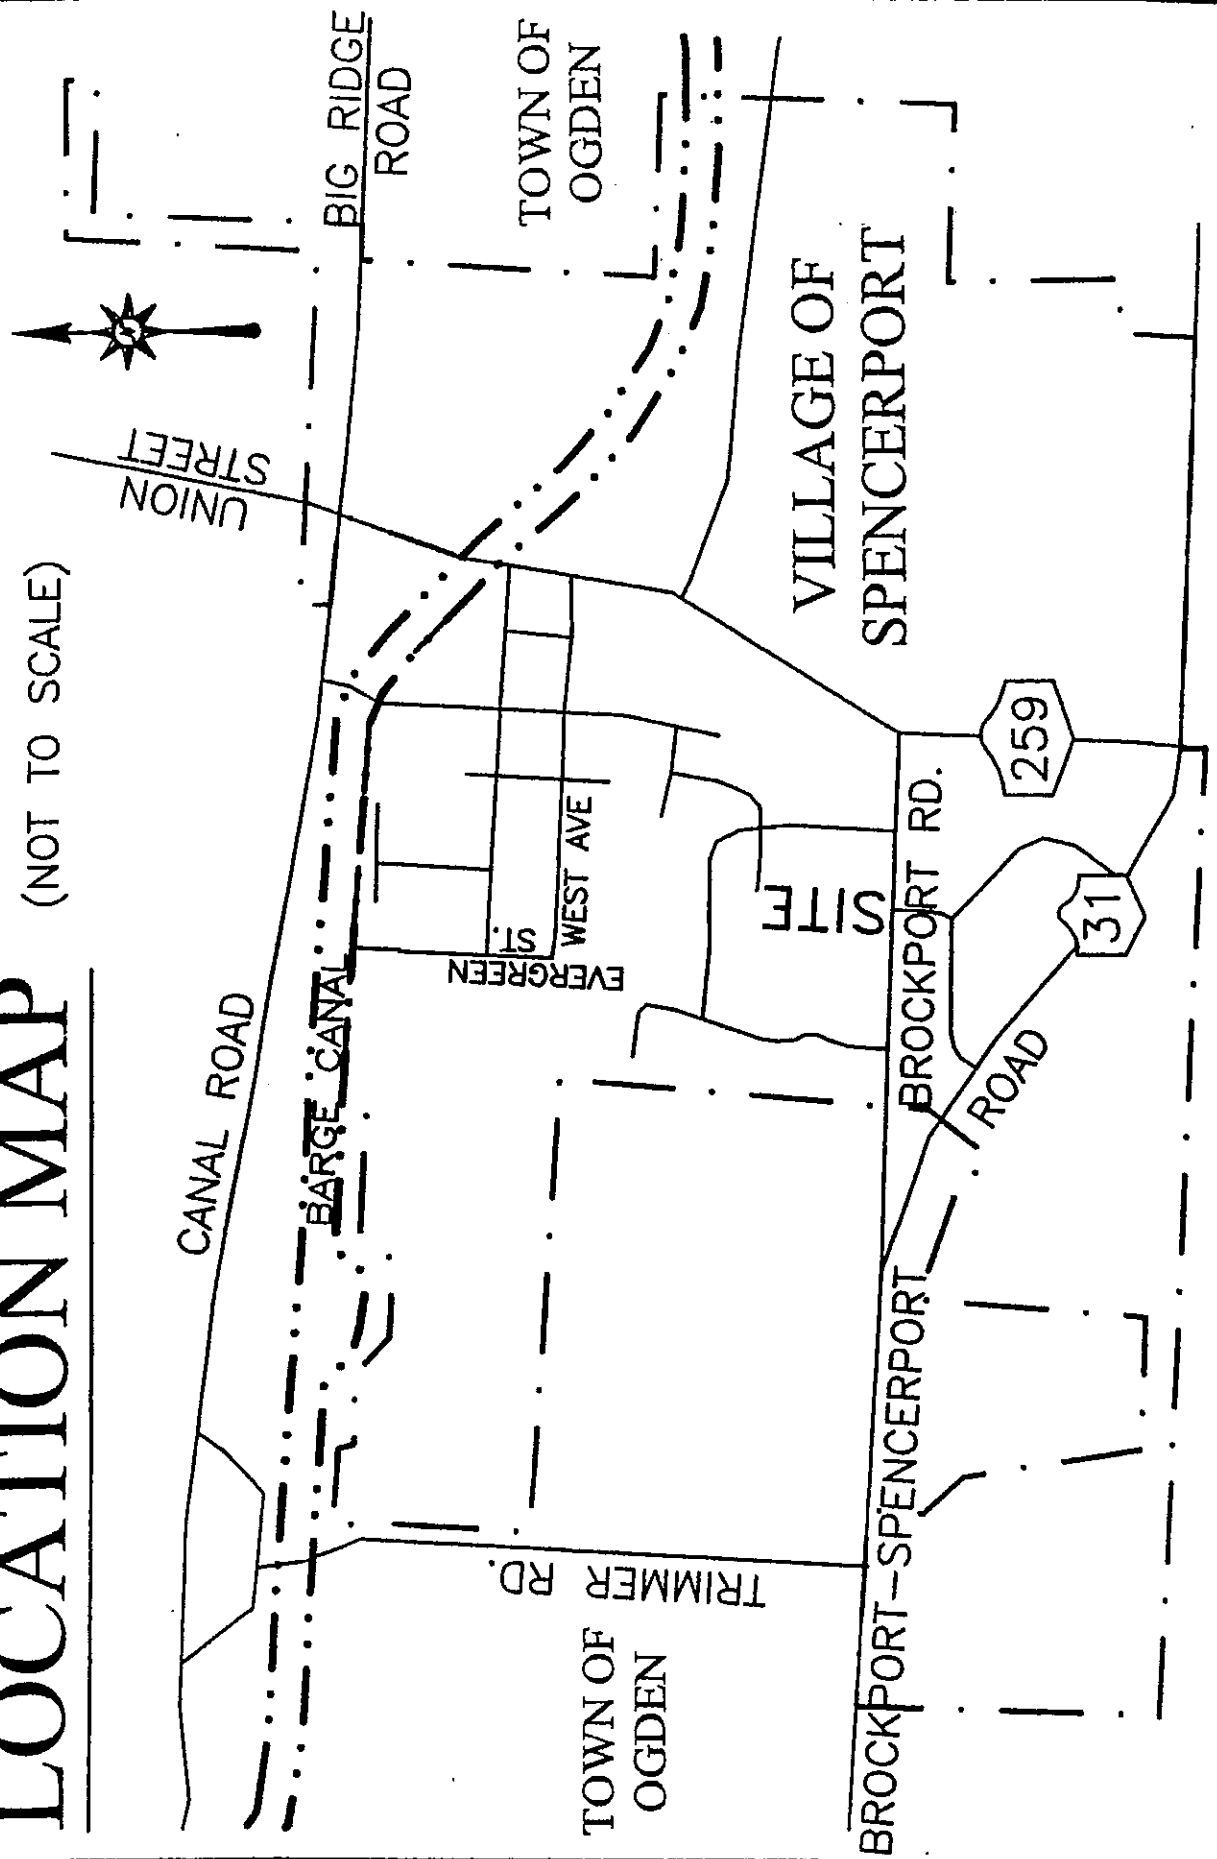 LOCATION MAP (NOT TO SCALE)
UNION
STREET
BIG RIDGE
ROAD
TOWN OF
OGDEN
CANAL ROAD
BARGE CANAL
EVERGREEN
ST.
WEST AVE
SITE
VILLAGE OF
SPENCERPORT
BROCKPORT RD.
259
31
ROAD
TRIMMER RD.
TOWN OF
OGDEN
BROCKPORT-SPENCERPORT